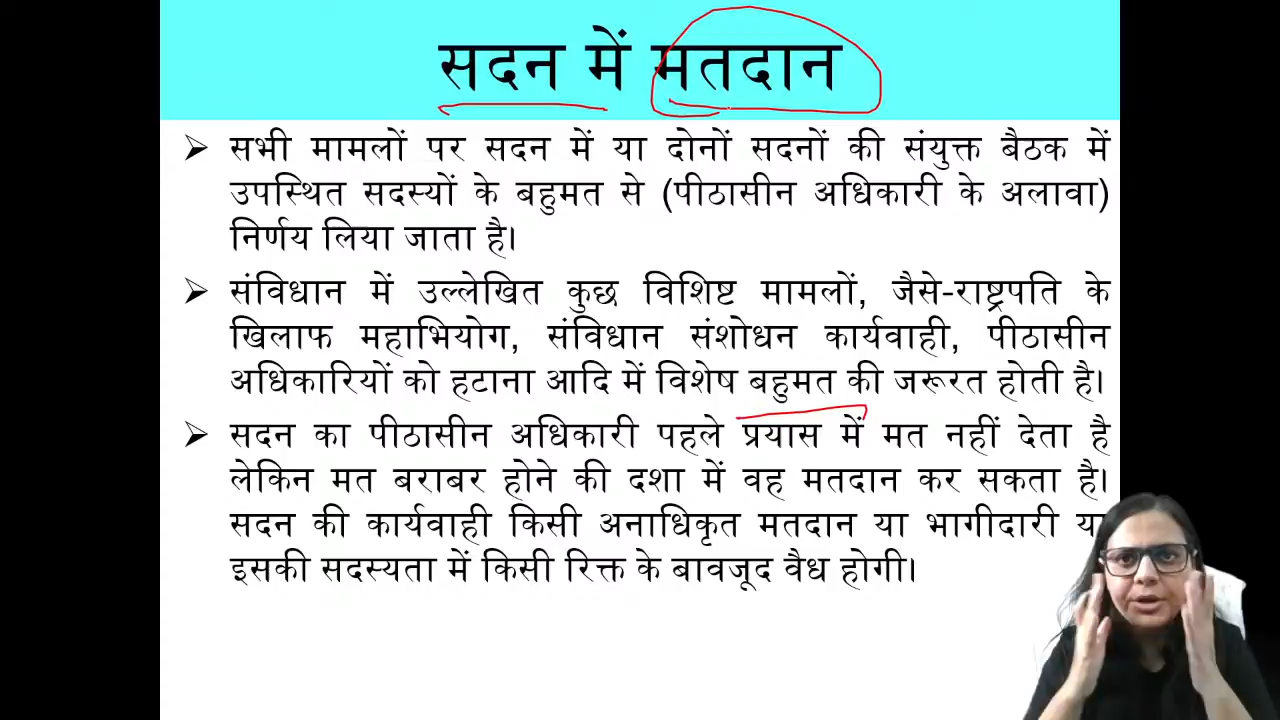 सदन में मतदान
➢ सभी मामलों पर सदन में या दोनों सदनों की संयुक्त बैठक में
उपस्थित सदस्यों के बहुमत से (पीठासीन अधिकारी के अलावा)
निर्णय लिया जाता है।
➢ संविधान में उल्लेखित कुछ विशिष्ट मामलों, जैसे-राष्ट्रपति के
खिलाफ महाभियोग, संविधान संशोधन कार्यवाही, पीठासीन
अधिकारियों को हटाना आदि में विशेष बहुमत की जरूरत होती है।
➢ सदन का पीठासीन अधिकारी पहले प्रयास में मत नहीं देता है
लेकिन मत बराबर होने की दशा में वह मतदान कर सकता है।
सदन की कार्यवाही किसी अनाधिकृत मतदान या भागीदारी या
इसकी सदस्यता में किसी रिक्त के बावजूद वैध होगी।